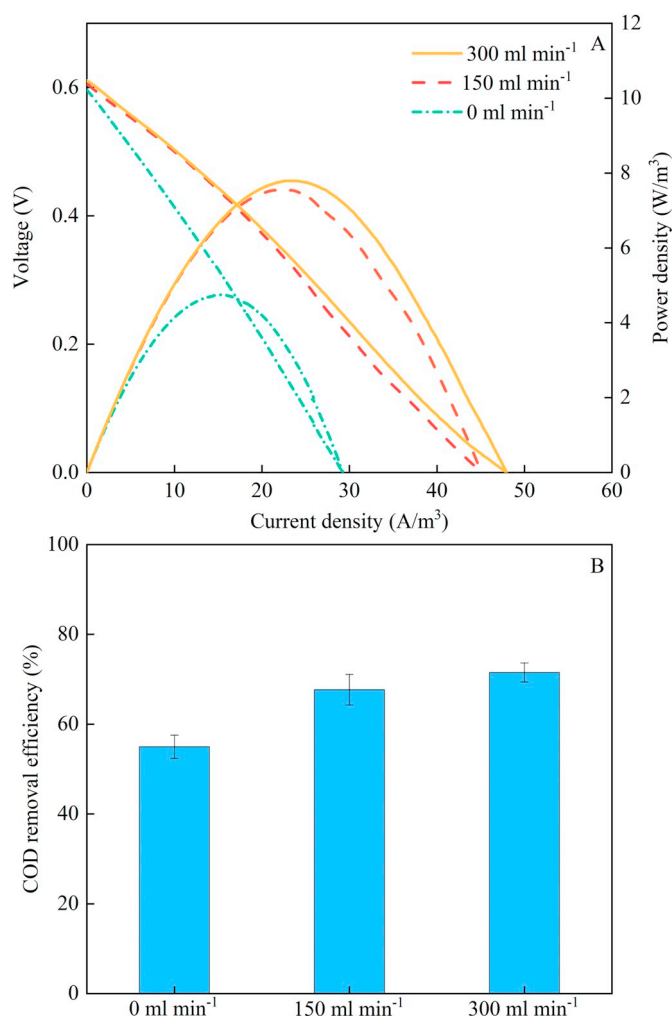 A
300 ml min⁻¹
150 ml min⁻¹
0 ml min⁻¹
Voltage (V)
0.6
0.4
0.2
0.0
Power density (W/m³)
12
10
8
6
4
2
0
0 10 20 30 40 50 60
Current density (A/m³)
B
COD removal efficiency (%)
100
80
60
40
20
0
0 ml min⁻¹ 150 ml min⁻¹ 300 ml min⁻¹